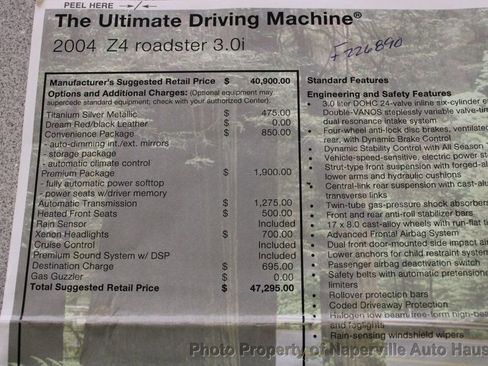 PEEL HERE
The Ultimate Driving Machine®
2004 Z4 roadster 3.0i
F226890
Manufacturer's Suggested Retail Price $ 40,900.00
Options and Additional Charges: (Optional equipment may
supercede standard equipment; check with your authorized Center).
Titanium Silver Metallic $ 475.00
Dream Red/black Leather $ 0.00
Convenience Package $ 850.00
- auto-dimming int./ext. mirrors
- storage package
- automatic climate control
Premium Package $ 1,900.00
- fully automatic power softtop
- power seats w/driver memory
Automatic Transmission $ 1,275.00
Heated Front Seats $ 500.00
Rain Sensor Included
Xenon Headlights $ 700.00
Cruise Control Included
Premium Sound System w/ DSP Included
Destination Charge $ 695.00
Gas Guzzler $ 0.00
Total Suggested Retail Price $ 47,295.00
Standard Features
Engineering and Safety Features
• 3.0 liter DOHC 24-valve inline six-cylinder e
Double-VANOS steplessly variable valve-tim
dual resonance intake system
• Four-wheel anti-lock disc brakes, ventilated
rear, with Dynamic Brake Control
• Dynamic Stability Control with All Season
• Vehicle-speed-sensitive, electric power st
• Strut-type front suspension with forged-al
lower arms and hydraulic cushions
• Central-link rear suspension with cast-alu
transverse links
• Twin-tube gas-pressure shock absorbers
• Front and rear anti-roll stabilizer bars
• 17 x 8.0 cast-alloy wheels with run-flat ti
• Advanced Frontal Airbag System
• Dual front door-mounted side impact air
• Lower anchors for child restraint system
• Passenger airbag deactivation switch
• Safety belts with automatic pretension
limiters
• Rollover protection bars
• Coded Driveaway Protection
• Halogen low beam free-form high-bea
and foglights
• Rain-sensing windshield wipers
Photo Property of Naperville Auto Haus